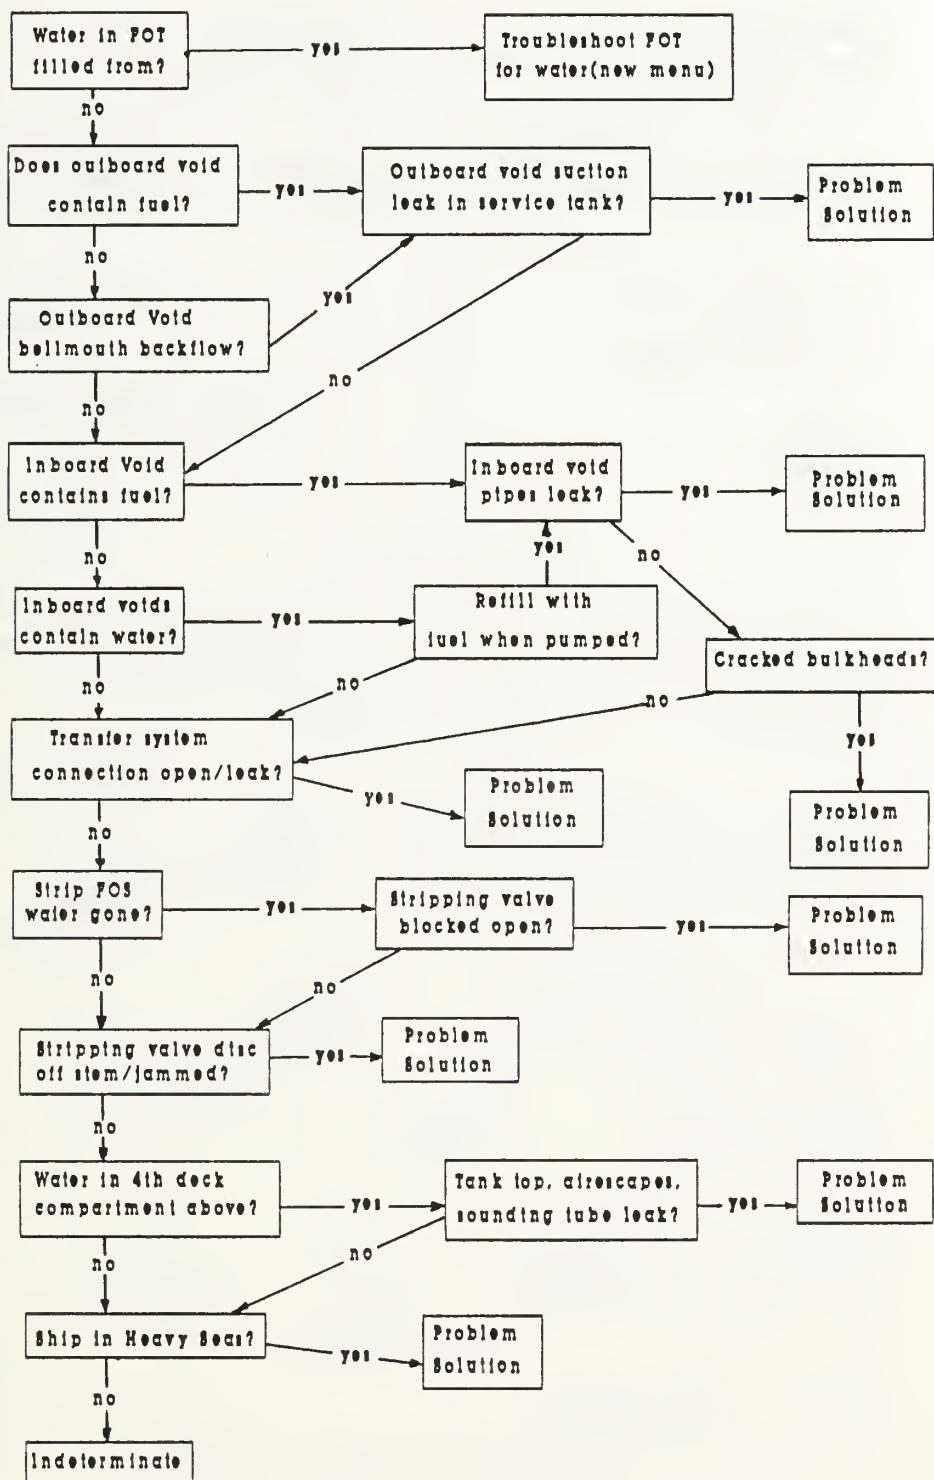 Water in FOT
filled from?
yes
Troubleshoot FOT
for water(new menu)
no
Does outboard void
contain fuel?
yes
Outboard void suction
leak in service tank?
yes
Problem
Solution
no
yes
Outboard Void
bellmouth backflow?
no
no
Inboard Void
contains fuel?
yes
Inboard void
pipes leak?
yes
Problem
Solution
no
yes
no
Inboard voids
contain water?
yes
Refill with
fuel when pumped?
Cracked bulkheads?
no
no
no
yes
Transfer system
connection open/leak?
yes
Problem
Solution
Problem
Solution
no
Strip FOS
water gone?
yes
Stripping valve
blocked open?
yes
Problem
Solution
no
no
Stripping valve disc
off stem/jammed?
yes
Problem
Solution
no
Water in 4th deck
compartment above?
yes
Tank top, airescapes,
sounding tube leak?
yes
Problem
Solution
no
no
Ship in Heavy Seas?
yes
Problem
Solution
no
Indeterminate